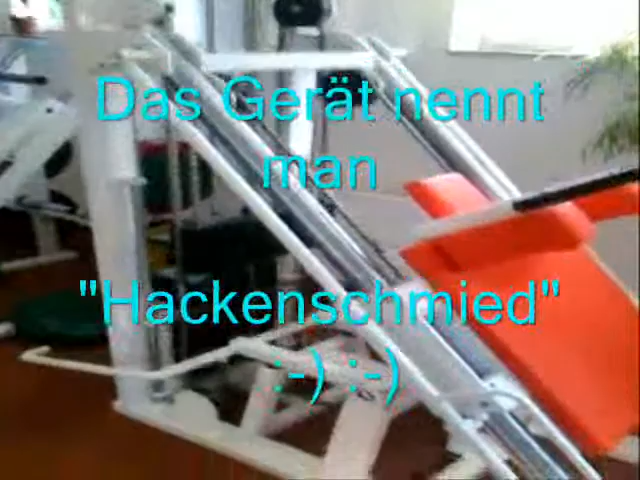 Das Gerät nennt
man
"Hackenschmied"
:-) :-)